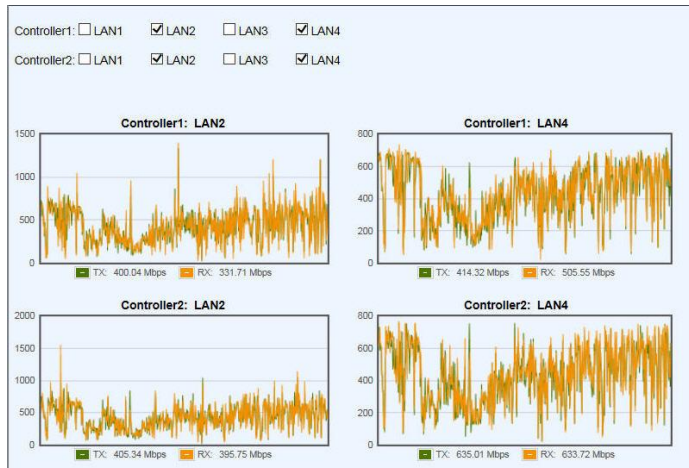 Controller1: LAN1 LAN2 LAN3 LAN4
Controller2: LAN1 LAN2 LAN3 LAN4
Controller1: LAN2
1500
1000
500
0
TX: 400.04 Mbps RX: 331.71 Mbps
Controller1: LAN4
800
600
400
200
0
TX: 414.32 Mbps RX: 505.55 Mbps
Controller2: LAN2
2000
1500
1000
500
0
TX: 405.34 Mbps RX: 395.75 Mbps
Controller2: LAN4
800
600
400
200
0
TX: 635.01 Mbps RX: 633.72 Mbps